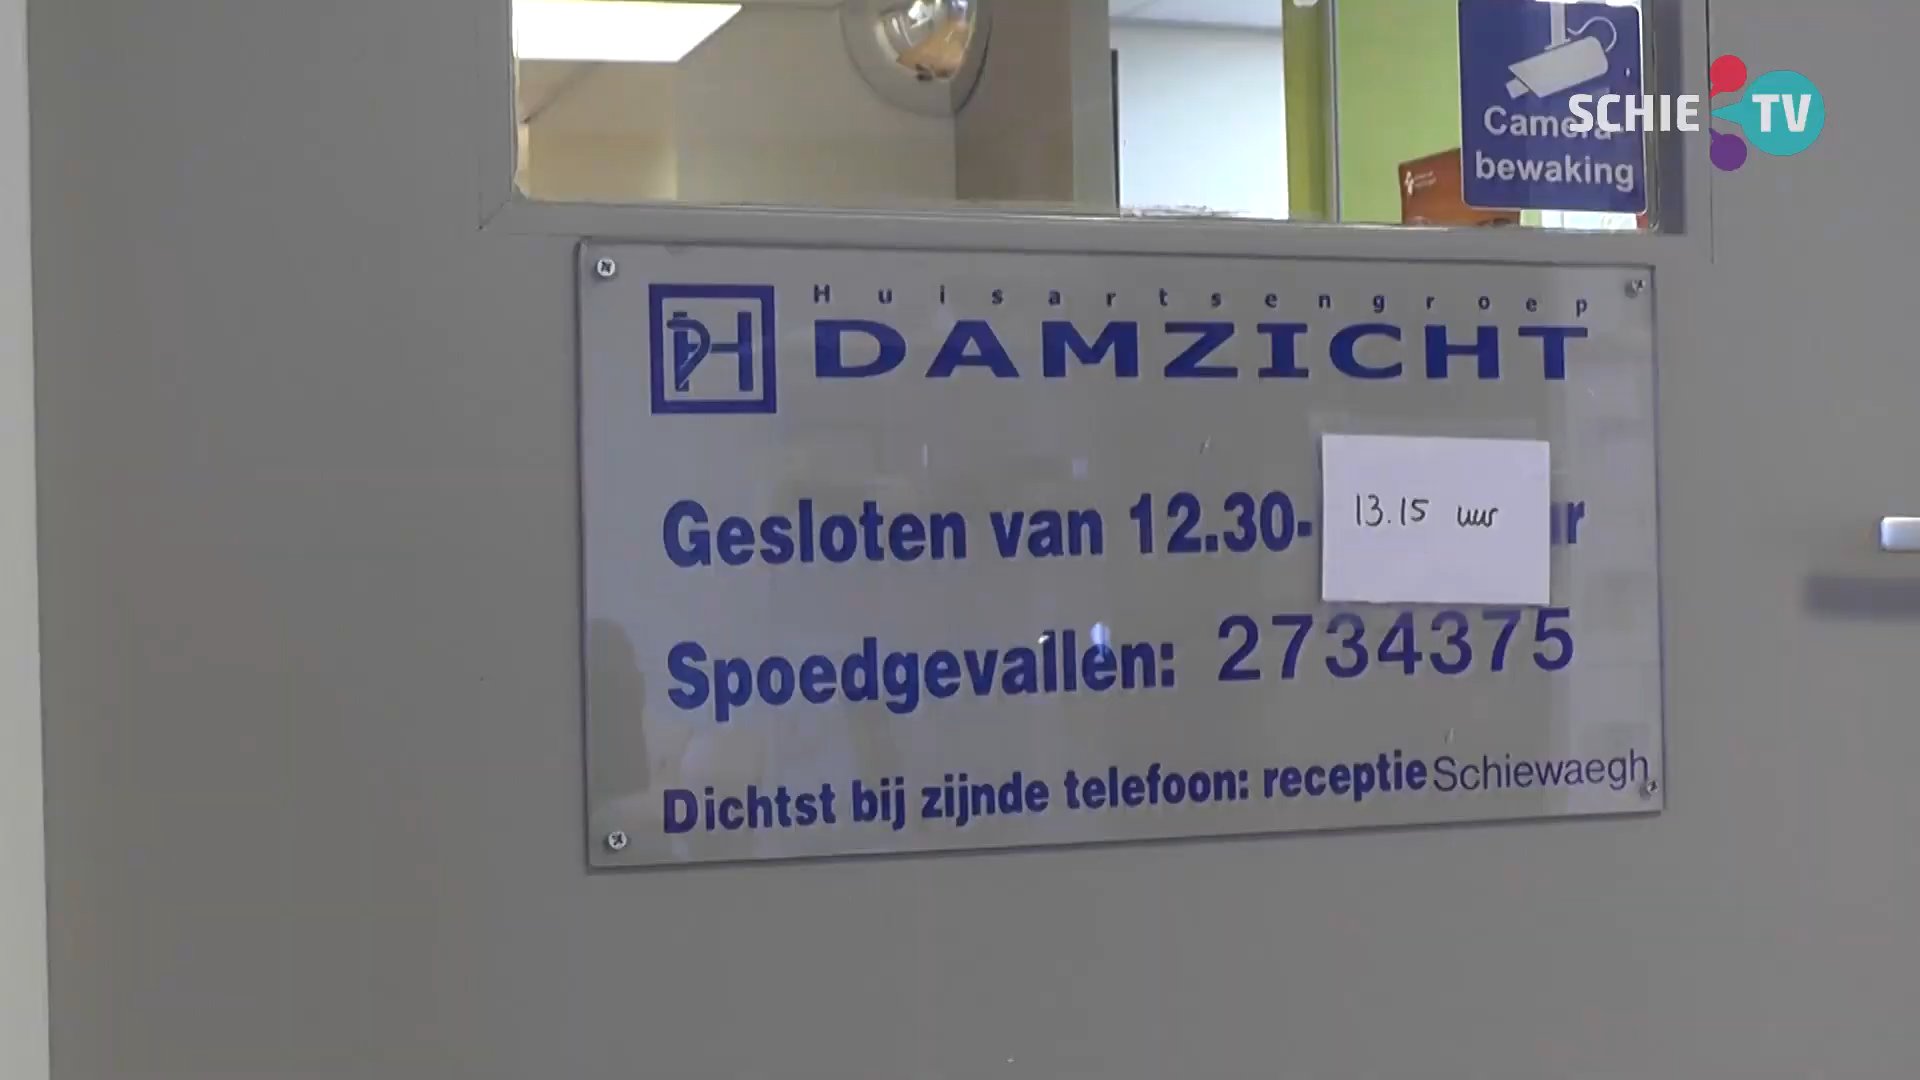 Camera-
bewaking
SCHIE TV
Huisartsengroep
DAMZICHT
Gesloten van 12.30- 13.15 uur
Spoedgevallen: 2734375
Dichtst bij zijnde telefoon: receptie Schiewaegh